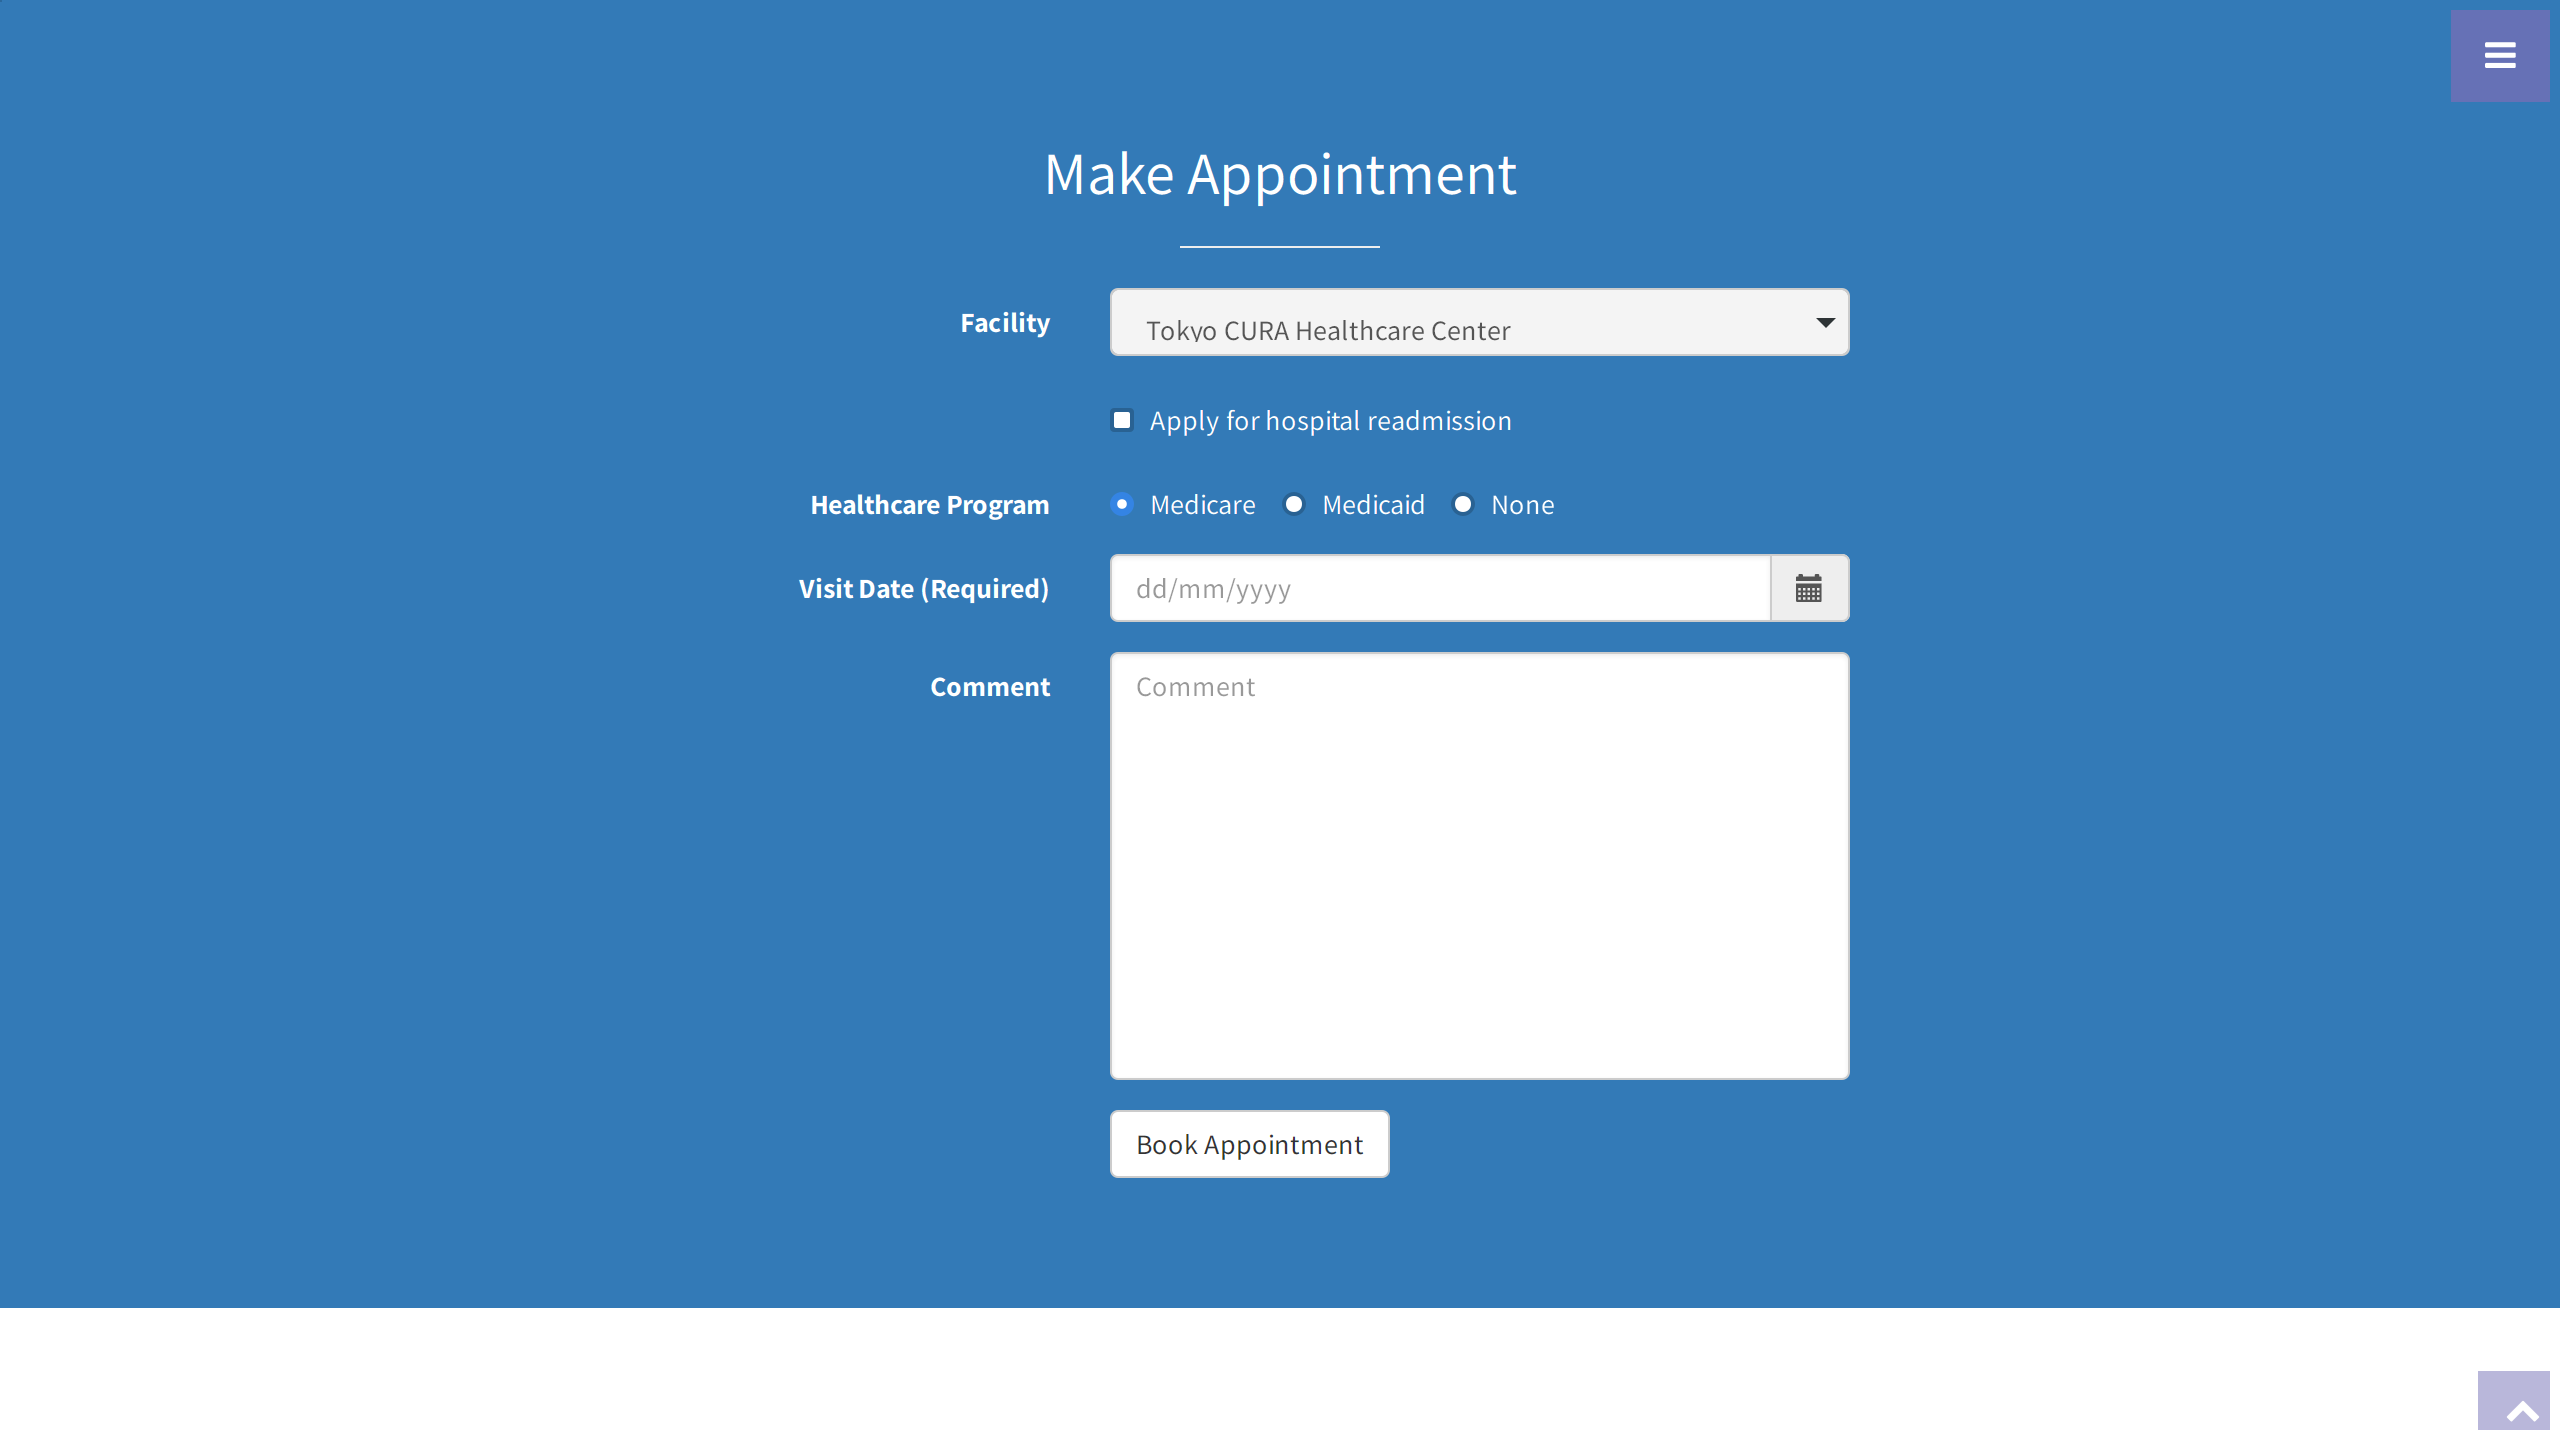 Make Appointment
Facility
Tokyo CURA Healthcare Center
Apply for hospital readmission
Healthcare Program
Medicare Medicaid None
Visit Date (Required)
dd/mm/yyyy
Comment
Comment
Book Appointment